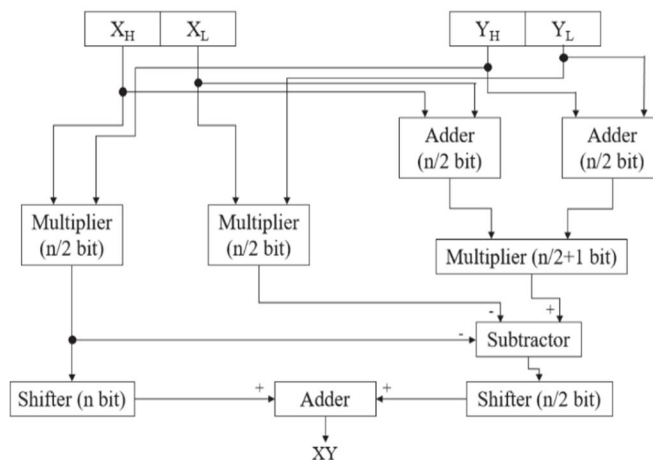 X_H X_L Y_H Y_L
Adder
(n/2 bit)
Adder
(n/2 bit)
Multiplier
(n/2 bit)
Multiplier
(n/2 bit)
Multiplier (n/2+1 bit)
- +
- Subtractor
Shifter (n bit) + Adder + Shifter (n/2 bit)
XY